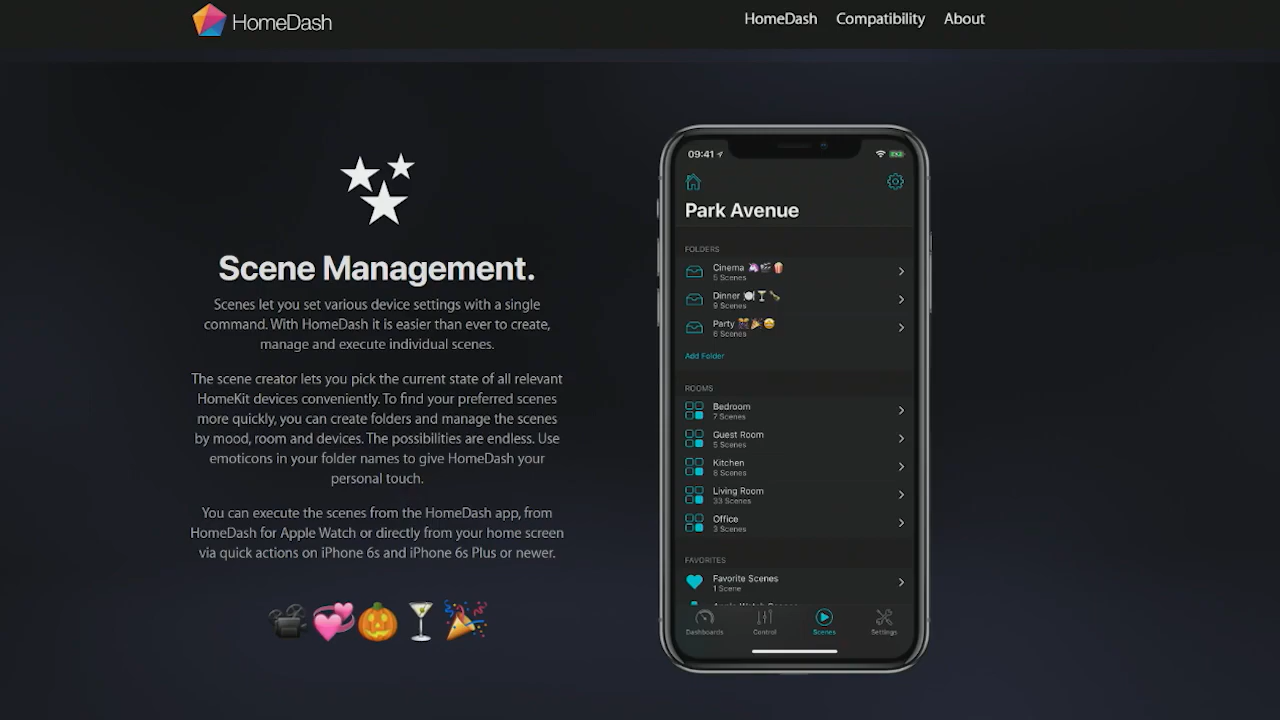 HomeDash
HomeDash Compatibility About
Scene Management.
Scenes let you set various device settings with a single
command. With HomeDash it is easier than ever to create,
manage and execute individual scenes.
The scene creator lets you pick the current state of all relevant
HomeKit devices conveniently. To find your preferred scenes
more quickly, you can create folders and manage the scenes
by mood, room and devices. The possibilities are endless. Use
emoticons in your folder names to give HomeDash your
personal touch.
You can execute the scenes from the HomeDash app, from
HomeDash for Apple Watch or directly from your home screen
via quick actions on iPhone 6s and iPhone 6s Plus or newer.
09:41
Park Avenue
FOLDERS
Cinema
5 Scenes
Dinner
9 Scenes
Party
6 Scenes
Add Folder
ROOMS
Bedroom
7 Scenes
Guest Room
5 Scenes
Kitchen
8 Scenes
Living Room
33 Scenes
Office
3 Scenes
FAVORITES
Favorite Scenes
1 Scene
Dashboards Control Scenes Settings